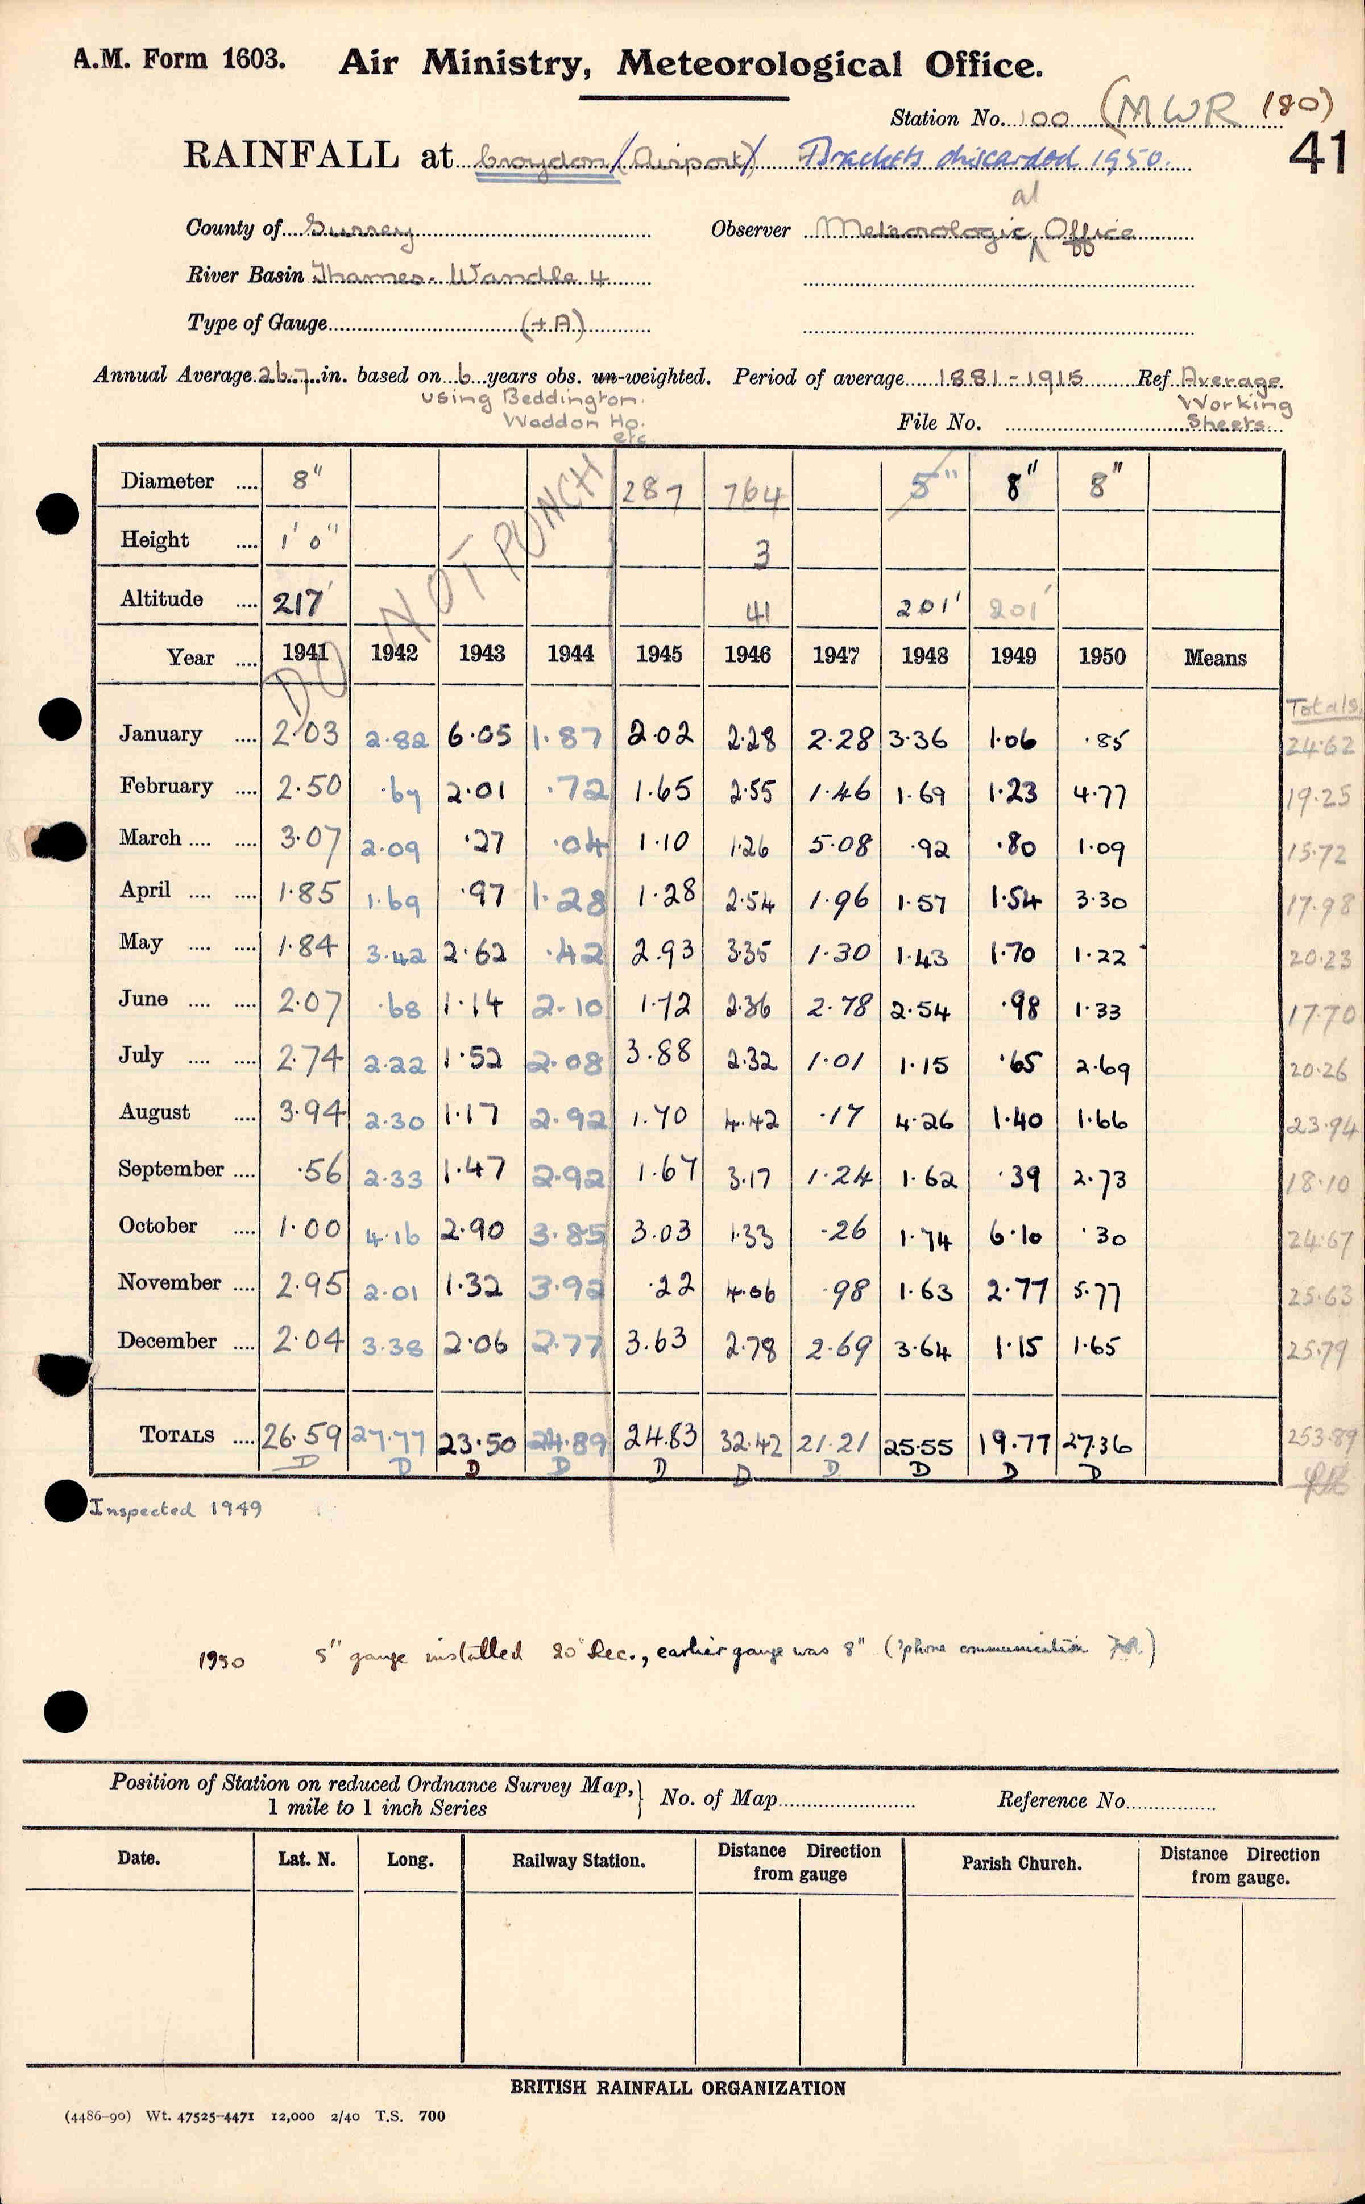 A.M. Form 1603. Air Ministry, Meteorological Office.
Station No. 100 (MWR (80)
41
RAINFALL at Croydon (Airport) Brackets discarded 1950.
County of Surrey Observer Meteorological Office
River Basin Thames. Wandle 4
Type of Gauge (+A)
Annual Average 26.7 in. based on 6 years obs. un-weighted. Period of average 1881-1915 Ref. Average Working Sheets.
using Beddington. Waddon Ho. etc
File No.
DO NOT PUNCH
Diameter 8" 287 764 5" 8" 8"
Height 1' 0" 3
Altitude 217' 41 201' 201'
Year 1941 1942 1943 1944 1945 1946 1947 1948 1949 1950 Means
Totals.
January 2.03 2.82 6.05 1.87 2.02 2.28 2.28 3.36 1.06 .85 24.62
February 2.50 .67 2.01 .72 1.65 2.55 1.46 1.69 1.23 4.77 19.25
March 3.07 2.09 .27 .04 1.10 1.26 5.08 .92 .80 1.09 15.72
April 1.85 1.69 .97 1.28 1.28 2.54 1.96 1.57 1.54 3.30 17.98
May 1.84 3.42 2.62 .42 2.93 3.35 1.30 1.43 1.70 1.22 20.23
June 2.07 .68 1.14 2.10 1.72 2.36 2.78 2.54 .98 1.33 17.70
July 2.74 2.22 1.52 2.08 3.88 2.32 1.01 1.15 .65 2.69 20.26
August 3.94 2.30 1.17 2.92 1.70 4.42 .17 4.26 1.40 1.66 23.94
September .56 2.33 1.47 2.92 1.67 3.17 1.24 1.62 .39 2.73 18.10
October 1.00 4.16 2.90 3.85 3.03 1.33 .26 1.74 6.10 .30 24.67
November 2.95 2.01 1.32 3.92 .22 4.06 .98 1.63 2.77 5.77 25.63
December 2.04 3.38 2.06 2.77 3.63 2.78 2.69 3.64 1.15 1.65 25.79
TOTALS 26.59 27.77 23.50 24.89 24.83 32.42 21.21 25.55 19.77 27.36 253.89
D D D D D D D D D D
Inspected 1949
1950 5" gauge installed 20 Dec., earlier gauge was 8" ('phone communication
Position of Station on reduced Ordnance Survey Map, 1 mile to 1 inch Series } No. of Map Reference No.
Date. Lat. N. Long. Railway Station. Distance Direction from gauge Parish Church. Distance Direction from gauge.
BRITISH RAINFALL ORGANIZATION
(4486-90) Wt. 47525-4471 12,000 2/40 T.S. 700